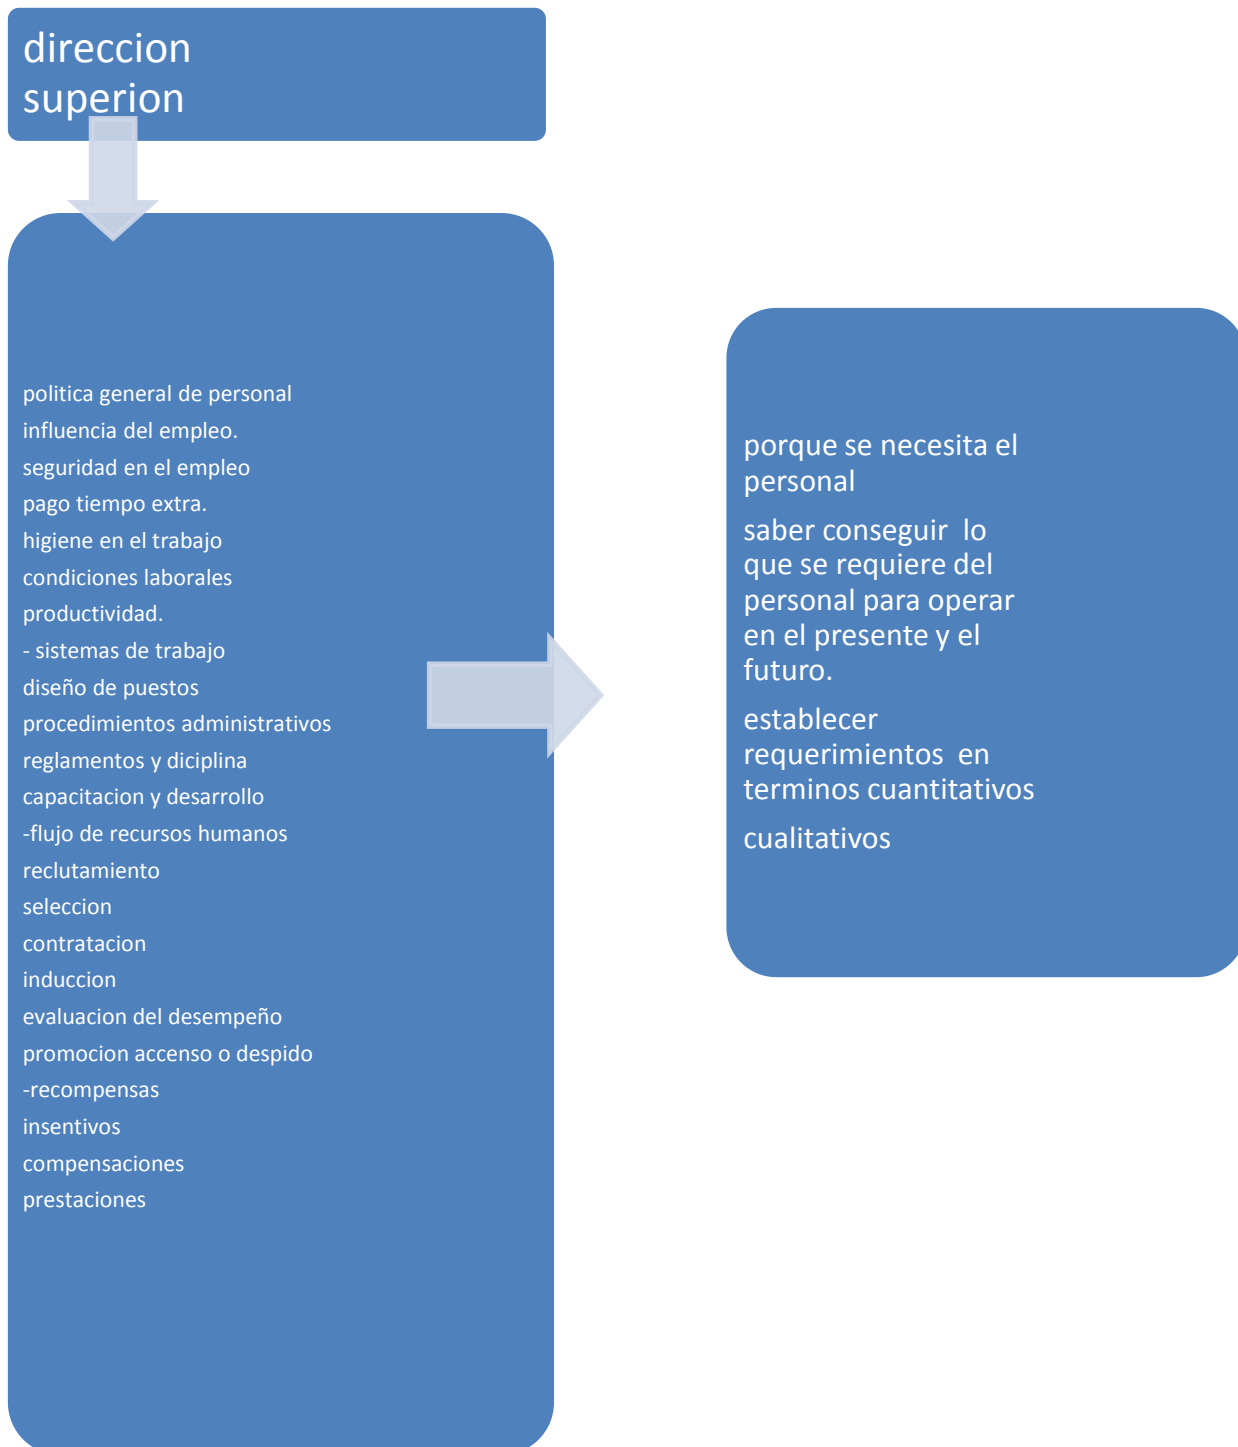 direccion
superion
politica general de personal
influencia del empleo.
seguridad en el empleo
pago tiempo extra.
higiene en el trabajo
condiciones laborales
productividad.
- sistemas de trabajo
diseño de puestos
procedimientos administrativos
reglamentos y diciplina
capacitacion y desarrollo
-flujo de recursos humanos
reclutamiento
seleccion
contratacion
induccion
evaluacion del desempeño
promocion accenso o despido
-recompensas
insentivos
compensaciones
prestaciones
porque se necesita el
personal
saber conseguir  lo
que se requiere del
personal para operar
en el presente y el
futuro.
establecer
requerimientos  en
terminos cuantitativos
cualitativos